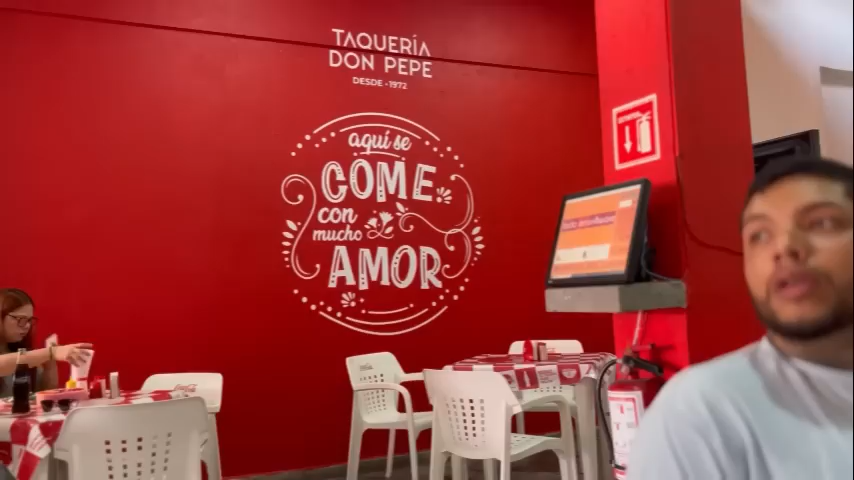 TAQUERÍA
DON PEPE
DESDE • 1972
aquí se
COME
con
mucho
AMOR